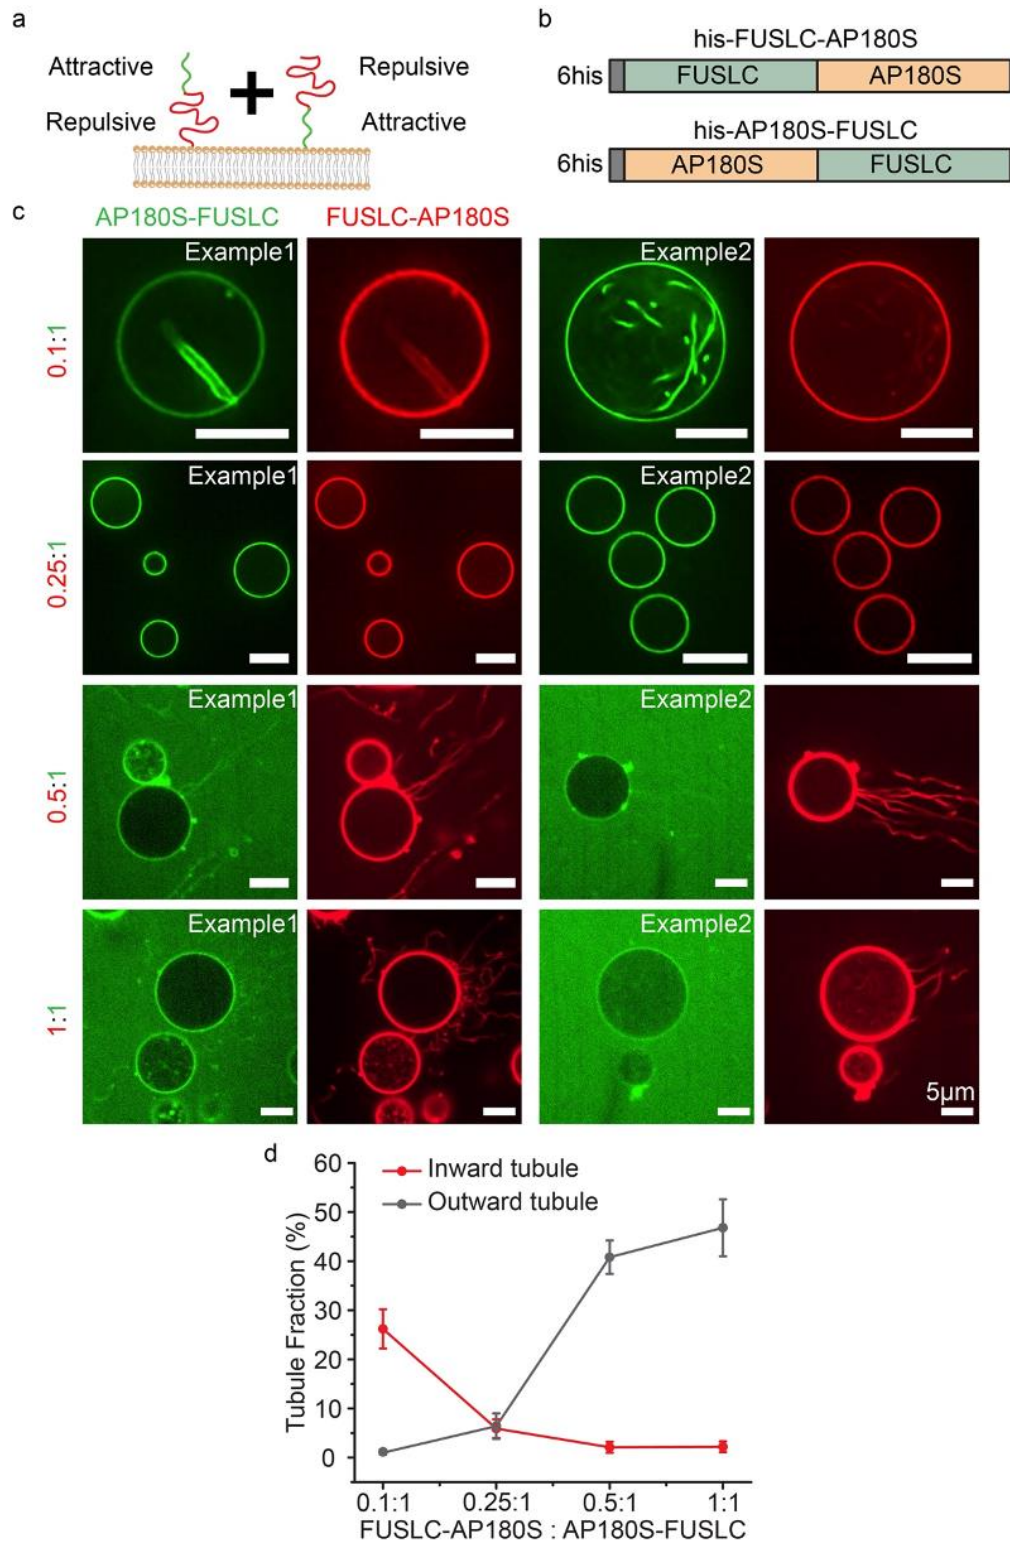 a
Attractive
Repulsive
Repulsive
Attractive
b
his-FUSLC-AP180S
6his FUSLC AP180S
his-AP180S-FUSLC
6his AP180S FUSLC
c
AP180S-FUSLC FUSLC-AP180S
0.1:1
Example1
Example2
0.25:1
Example1
Example2
0.5:1
Example1
Example2
1:1
Example1
Example2
5μm
d
Inward tubule
Outward tubule
Tubule Fraction (%)
60
50
40
30
20
10
0
0.1:1 0.25:1 0.5:1 1:1
FUSLC-AP180S : AP180S-FUSLC